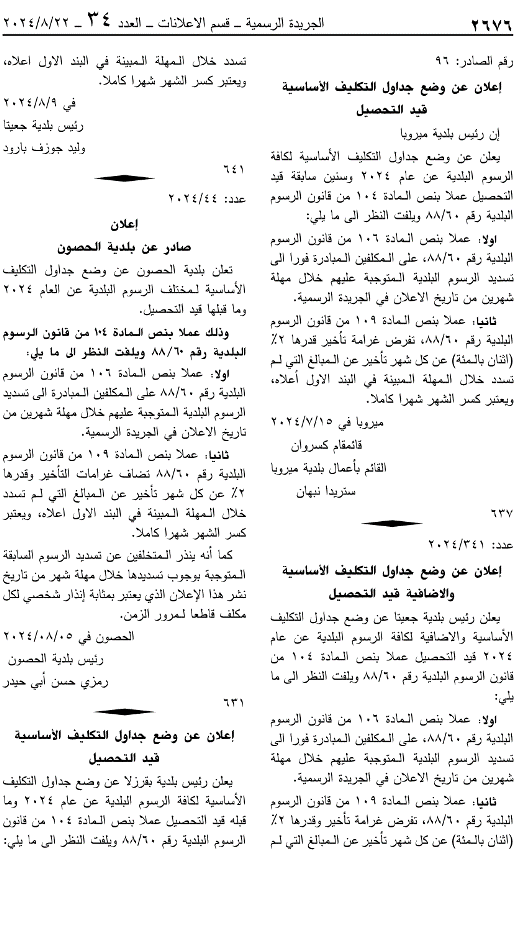 ٢٦٧٦
الجريدة الرسمية – قسم الاعلانات – العدد ٣٤ – ٢٠٢٤/٨/٢٢
رقم الصادر: ٩٦
إعلان عن وضع جداول التكليف الأساسية
قيد التحصيل
إن رئيس بلدية ميروبا
يعلن عن وضع جداول التكليف الأساسية لكافة
الرسوم البلدية عن عام ٢٠٢٤ وسنين سابقة قيد
التحصيل عملا بنص المادة ١٠٤ من قانون الرسوم
البلدية رقم ٨٨/٦٠ ويلفت النظر الى ما يلي:
اولا: عملا بنص المادة ١٠٦ من قانون الرسوم
البلدية رقم ٨٨/٦٠، على المكلفين المبادرة فورا الى
تسديد الرسوم البلدية المتوجبة عليهم خلال مهلة
شهرين من تاريخ الاعلان في الجريدة الرسمية.
ثانيا: عملا بنص المادة ١٠٩ من قانون الرسوم
البلدية رقم ٨٨/٦٠، تفرض غرامة تأخير قدرها ٢٪
(اثنان بالمئة) عن كل شهر تأخير عن المبالغ التي لم
تسدد خلال المهلة المبينة في البند الاول أعلاه،
ويعتبر كسر الشهر شهرا كاملا.
ميروبا في ٢٠٢٤/٧/١٥
قائمقام كسروان
القائم بأعمال بلدية ميروبا
ستريدا نبهان
٦٣٧
عدد: ٢٠٢٤/٣٤١
إعلان عن وضع جداول التكليف الأساسية
والاضافية قيد التحصيل
يعلن رئيس بلدية جعيتا عن وضع جداول التكليف
الأساسية والاضافية لكافة الرسوم البلدية عن عام
٢٠٢٤ قيد التحصيل عملا بنص المادة ١٠٤ من
قانون الرسوم البلدية رقم ٨٨/٦٠ ويلفت النظر الى ما
يلي:
اولا: عملا بنص المادة ١٠٦ من قانون الرسوم
البلدية رقم ٨٨/٦٠، على المكلفين المبادرة فورا الى
تسديد الرسوم البلدية المتوجبة عليهم خلال مهلة
شهرين من تاريخ الاعلان في الجريدة الرسمية.
ثانيا: عملا بنص المادة ١٠٩ من قانون الرسوم
البلدية رقم ٨٨/٦٠، تفرض غرامة تأخير وقدرها ٢٪
(اثنان بالمئة) عن كل شهر تأخير عن المبالغ التي لم
تسدد خلال المهلة المبينة في البند الاول اعلاه،
ويعتبر كسر الشهر شهرا كاملا.
في ٢٠٢٤/٨/٩
رئيس بلدية جعيتا
وليد جوزف بارود
٦٤١
عدد: ٢٠٢٤/٤٤
إعلان
صادر عن بلدية الحصون
تعلن بلدية الحصون عن وضع جداول التكليف
الأساسية لمختلف الرسوم البلدية عن العام ٢٠٢٤
وما قبلها قيد التحصيل.
وذلك عملا بنص المادة ١٠٤ من قانون الرسوم
البلدية رقم ٨٨/٦٠ ويلفت النظر الى ما يلي:
اولا: عملا بنص المادة ١٠٦ من قانون الرسوم
البلدية رقم ٨٨/٦٠ على المكلفين المبادرة الى تسديد
الرسوم البلدية المتوجبة عليهم خلال مهلة شهرين من
تاريخ الاعلان في الجريدة الرسمية.
ثانيا: عملا بنص المادة ١٠٩ من قانون الرسوم
البلدية رقم ٨٨/٦٠ تضاف غرامات التأخير وقدرها
٢٪ عن كل شهر تأخير عن المبالغ التي لم تسدد
خلال المهلة المبينة في البند الاول اعلاه، ويعتبر
كسر الشهر شهرا كاملا.
كما أنه ينذر المتخلفين عن تسديد الرسوم السابقة
المتوجبة بوجوب تسديدها خلال مهلة شهر من تاريخ
نشر هذا الإعلان الذي يعتبر بمثابة إنذار شخصي لكل
مكلف قاطعا لمرور الزمن.
الحصون في ٢٠٢٤/٠٨/٠٥
رئيس بلدية الحصون
رمزي حسن أبي حيدر
٦٣١
إعلان عن وضع جداول التكليف الأساسية
قيد التحصيل
يعلن رئيس بلدية بقرزلا عن وضع جداول التكليف
الأساسية لكافة الرسوم البلدية عن عام ٢٠٢٤ وما
قبله قيد التحصيل عملا بنص المادة ١٠٤ من قانون
الرسوم البلدية رقم ٨٨/٦٠ ويلفت النظر الى ما يلي: